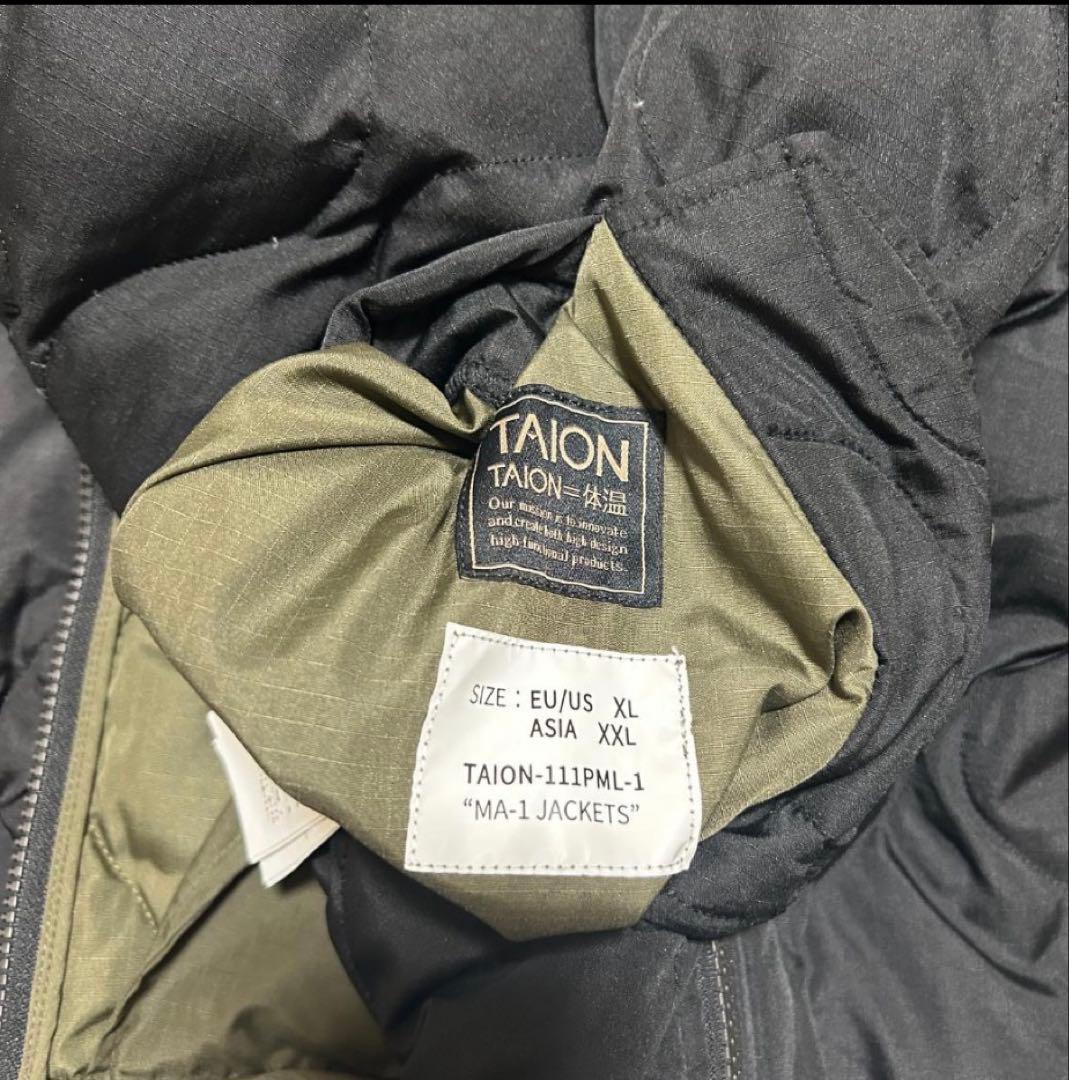 TAION
TAION=体温
Our mission is to innovate
and create both high design
high functional products.
SIZE : EU/US XL
ASIA XXL
TAION-111PML-1
“MA-1 JACKETS”